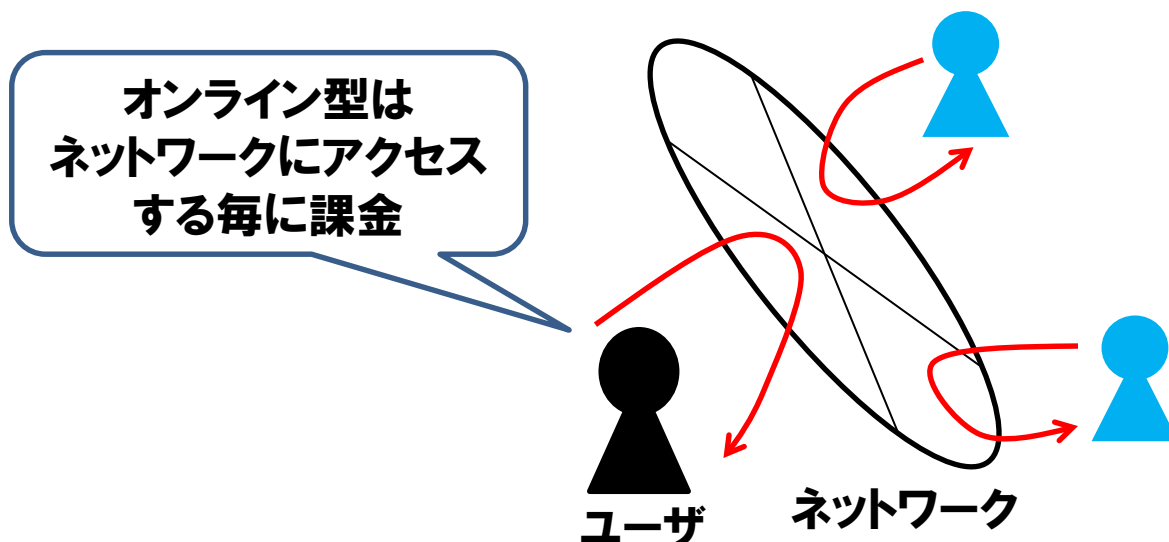 オンライン型は
ネットワークにアクセス
する毎に課金
ユーザ
ネットワーク